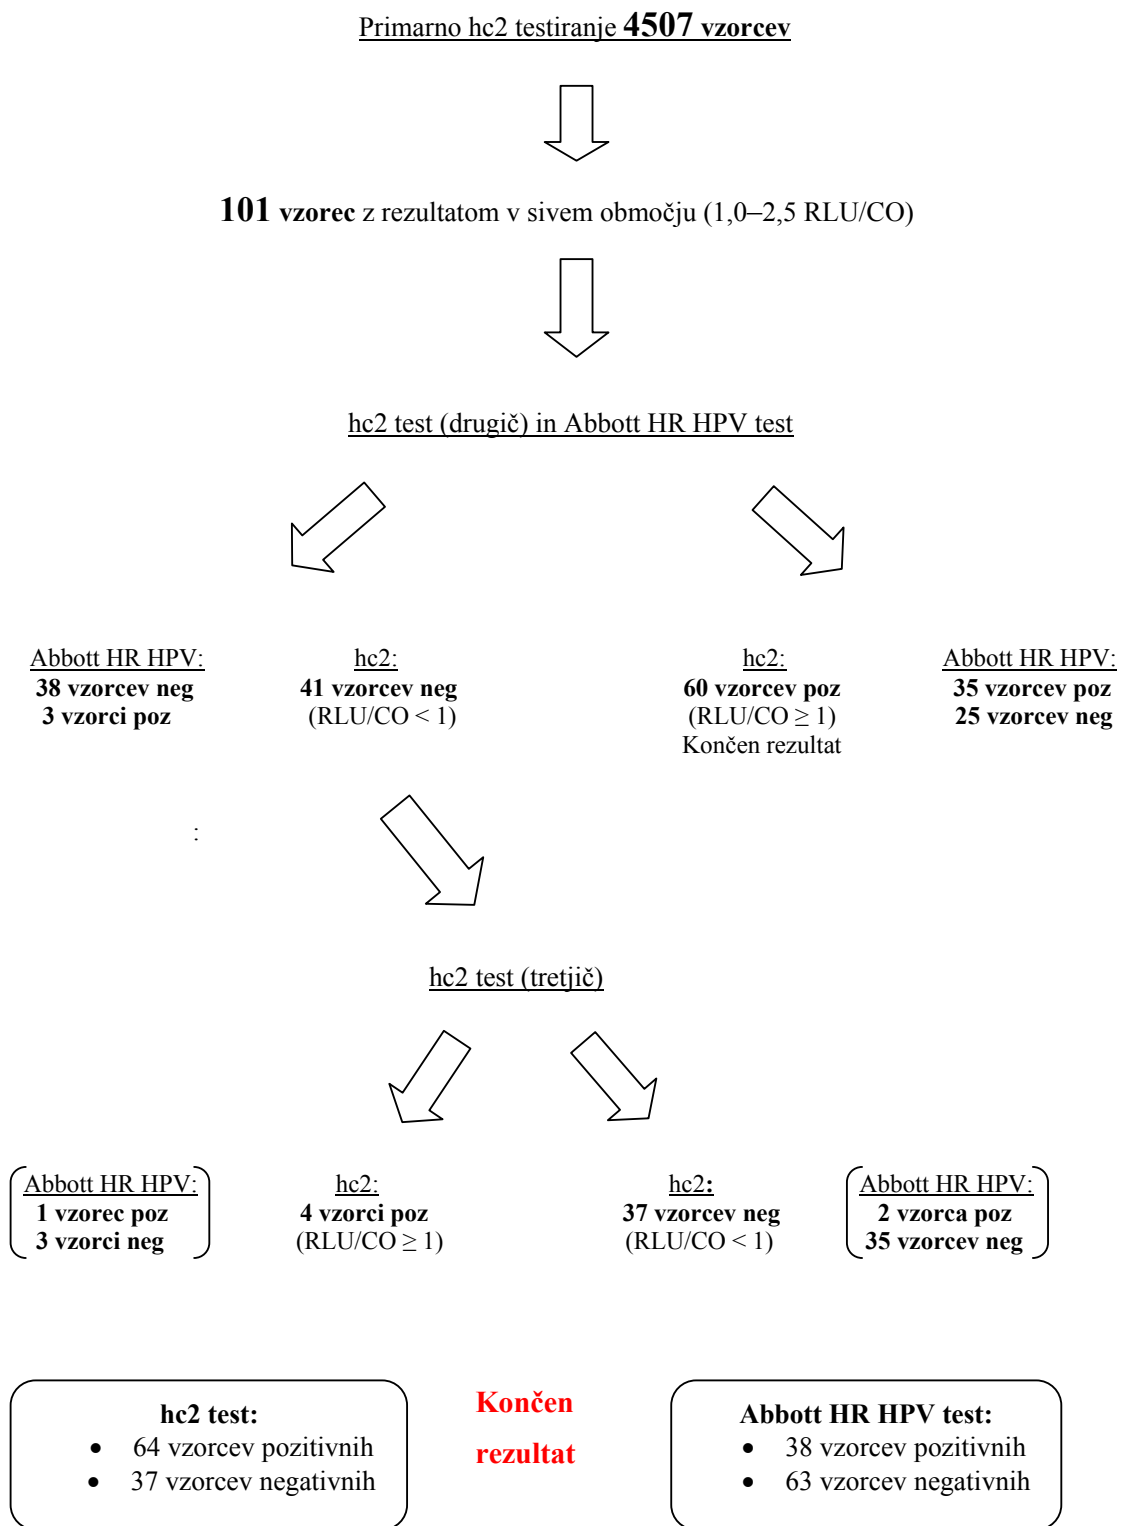 Primarno hc2 testiranje 4507 vzorcev
101 vzorec z rezultatom v sivem območju (1,0–2,5 RLU/CO)
hc2 test (drugič) in Abbott HR HPV test
Abbott HR HPV:
38 vzorcev neg
3 vzorci poz
hc2:
41 vzorcev neg
(RLU/CO < 1)
hc2:
60 vzorcev poz
(RLU/CO ≥ 1)
Končen rezultat
Abbott HR HPV:
35 vzorcev poz
25 vzorcev neg
:
hc2 test (tretjič)
Abbott HR HPV:
1 vzorec poz
3 vzorci neg
hc2:
4 vzorci poz
(RLU/CO ≥ 1)
hc2:
37 vzorcev neg
(RLU/CO < 1)
Abbott HR HPV:
2 vzorca poz
35 vzorcev neg
hc2 test:
• 64 vzorcev pozitivnih
• 37 vzorcev negativnih
Končen
rezultat
Abbott HR HPV test:
• 38 vzorcev pozitivnih
• 63 vzorcev negativnih